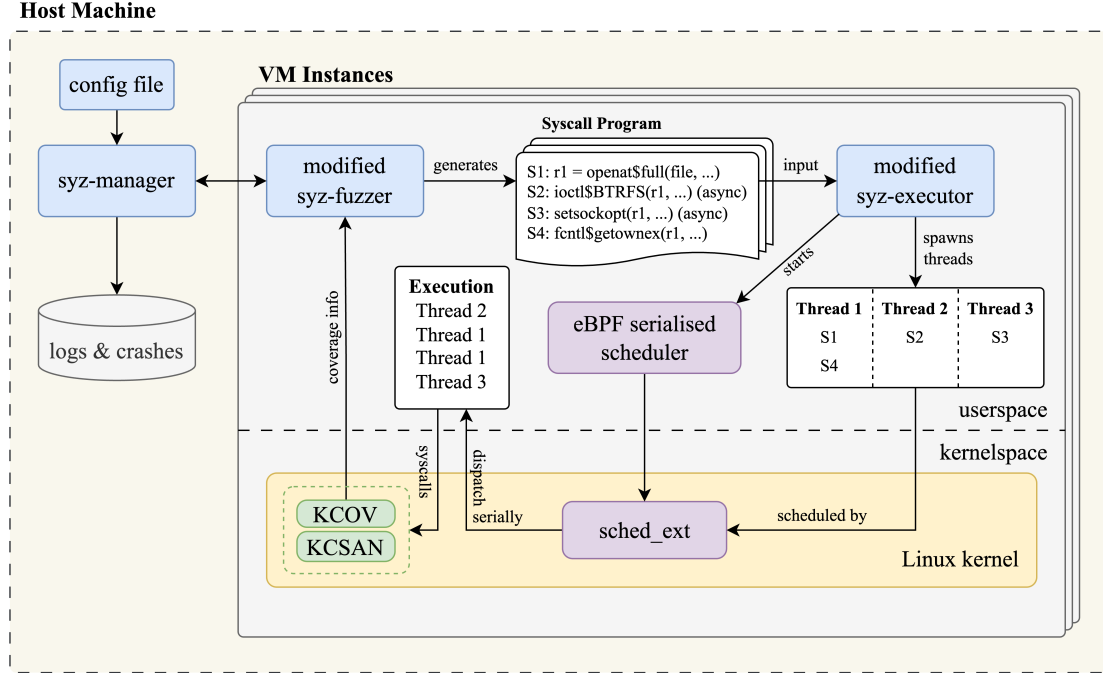 Host Machine
config file
VM Instances
syz-manager
modified
syz-fuzzer
generates
Syscall Program
S1: r1 = openat$full(file, ...)
S2: ioctl$BTRFS(r1, ...) (async)
S3: setsockopt(r1, ...) (async)
S4: fcntl$getownex(r1, ...)
input
modified
syz-executor
starts
spawns
threads
logs & crashes
coverage info
Execution
Thread 2
Thread 1
Thread 1
Thread 3
eBPF serialised
scheduler
Thread 1
S1
S4
Thread 2
S2
Thread 3
S3
userspace
kernelspace
syscalls
dispatch
serially
KCOV
KCSAN
sched_ext
scheduled by
Linux kernel